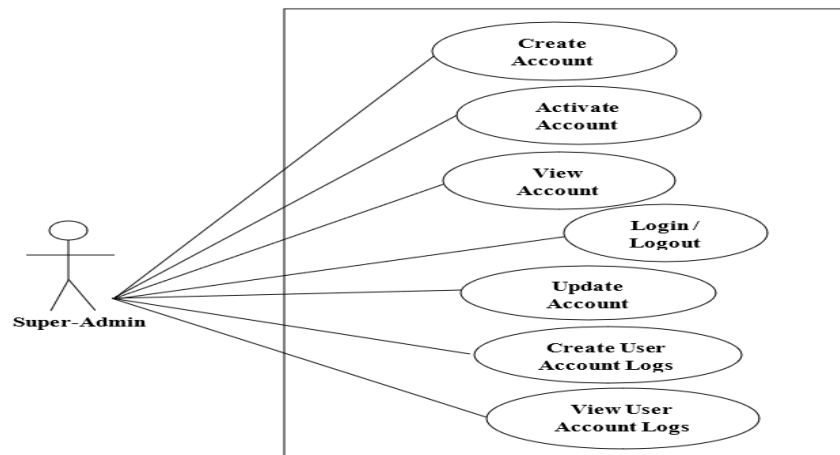 Create
Account
Activate
Account
View
Account
Login /
Logout
Update
Account
Super-Admin
Create User
Account Logs
View User
Account Logs